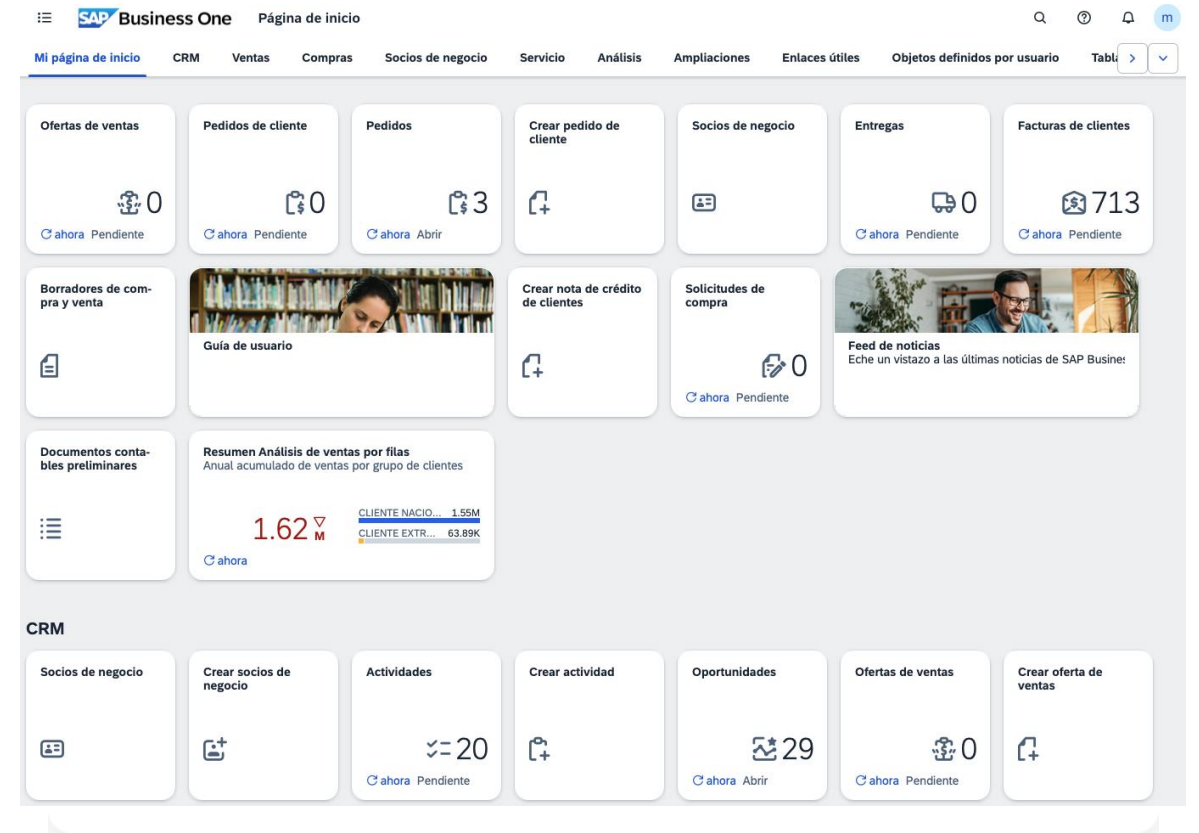 SAP Business One Página de inicio
m
Mi página de inicio CRM Ventas Compras Socios de negocio Servicio Análisis Ampliaciones Enlaces útiles Objetos definidos por usuario Tabla
Ofertas de ventas
0
ahora Pendiente
Pedidos de cliente
0
ahora Pendiente
Pedidos
3
ahora Abrir
Crear pedido de
cliente
Socios de negocio
Entregas
0
ahora Pendiente
Facturas de clientes
713
ahora Pendiente
Borradores de com-
pra y venta
Guía de usuario
Crear nota de crédito
de clientes
Solicitudes de
compra
0
ahora Pendiente
Feed de noticias
Eche un vistazo a las últimas noticias de SAP Busines
Documentos conta-
bles preliminares
Resumen Análisis de ventas por filas
Anual acumulado de ventas por grupo de clientes
1.62 M
CLIENTE NACIO... 1.55M
CLIENTE EXTR... 63.89K
ahora
CRM
Socios de negocio
Crear socios de
negocio
Actividades
20
ahora Pendiente
Crear actividad
Oportunidades
29
ahora Abrir
Ofertas de ventas
0
ahora Pendiente
Crear oferta de
ventas